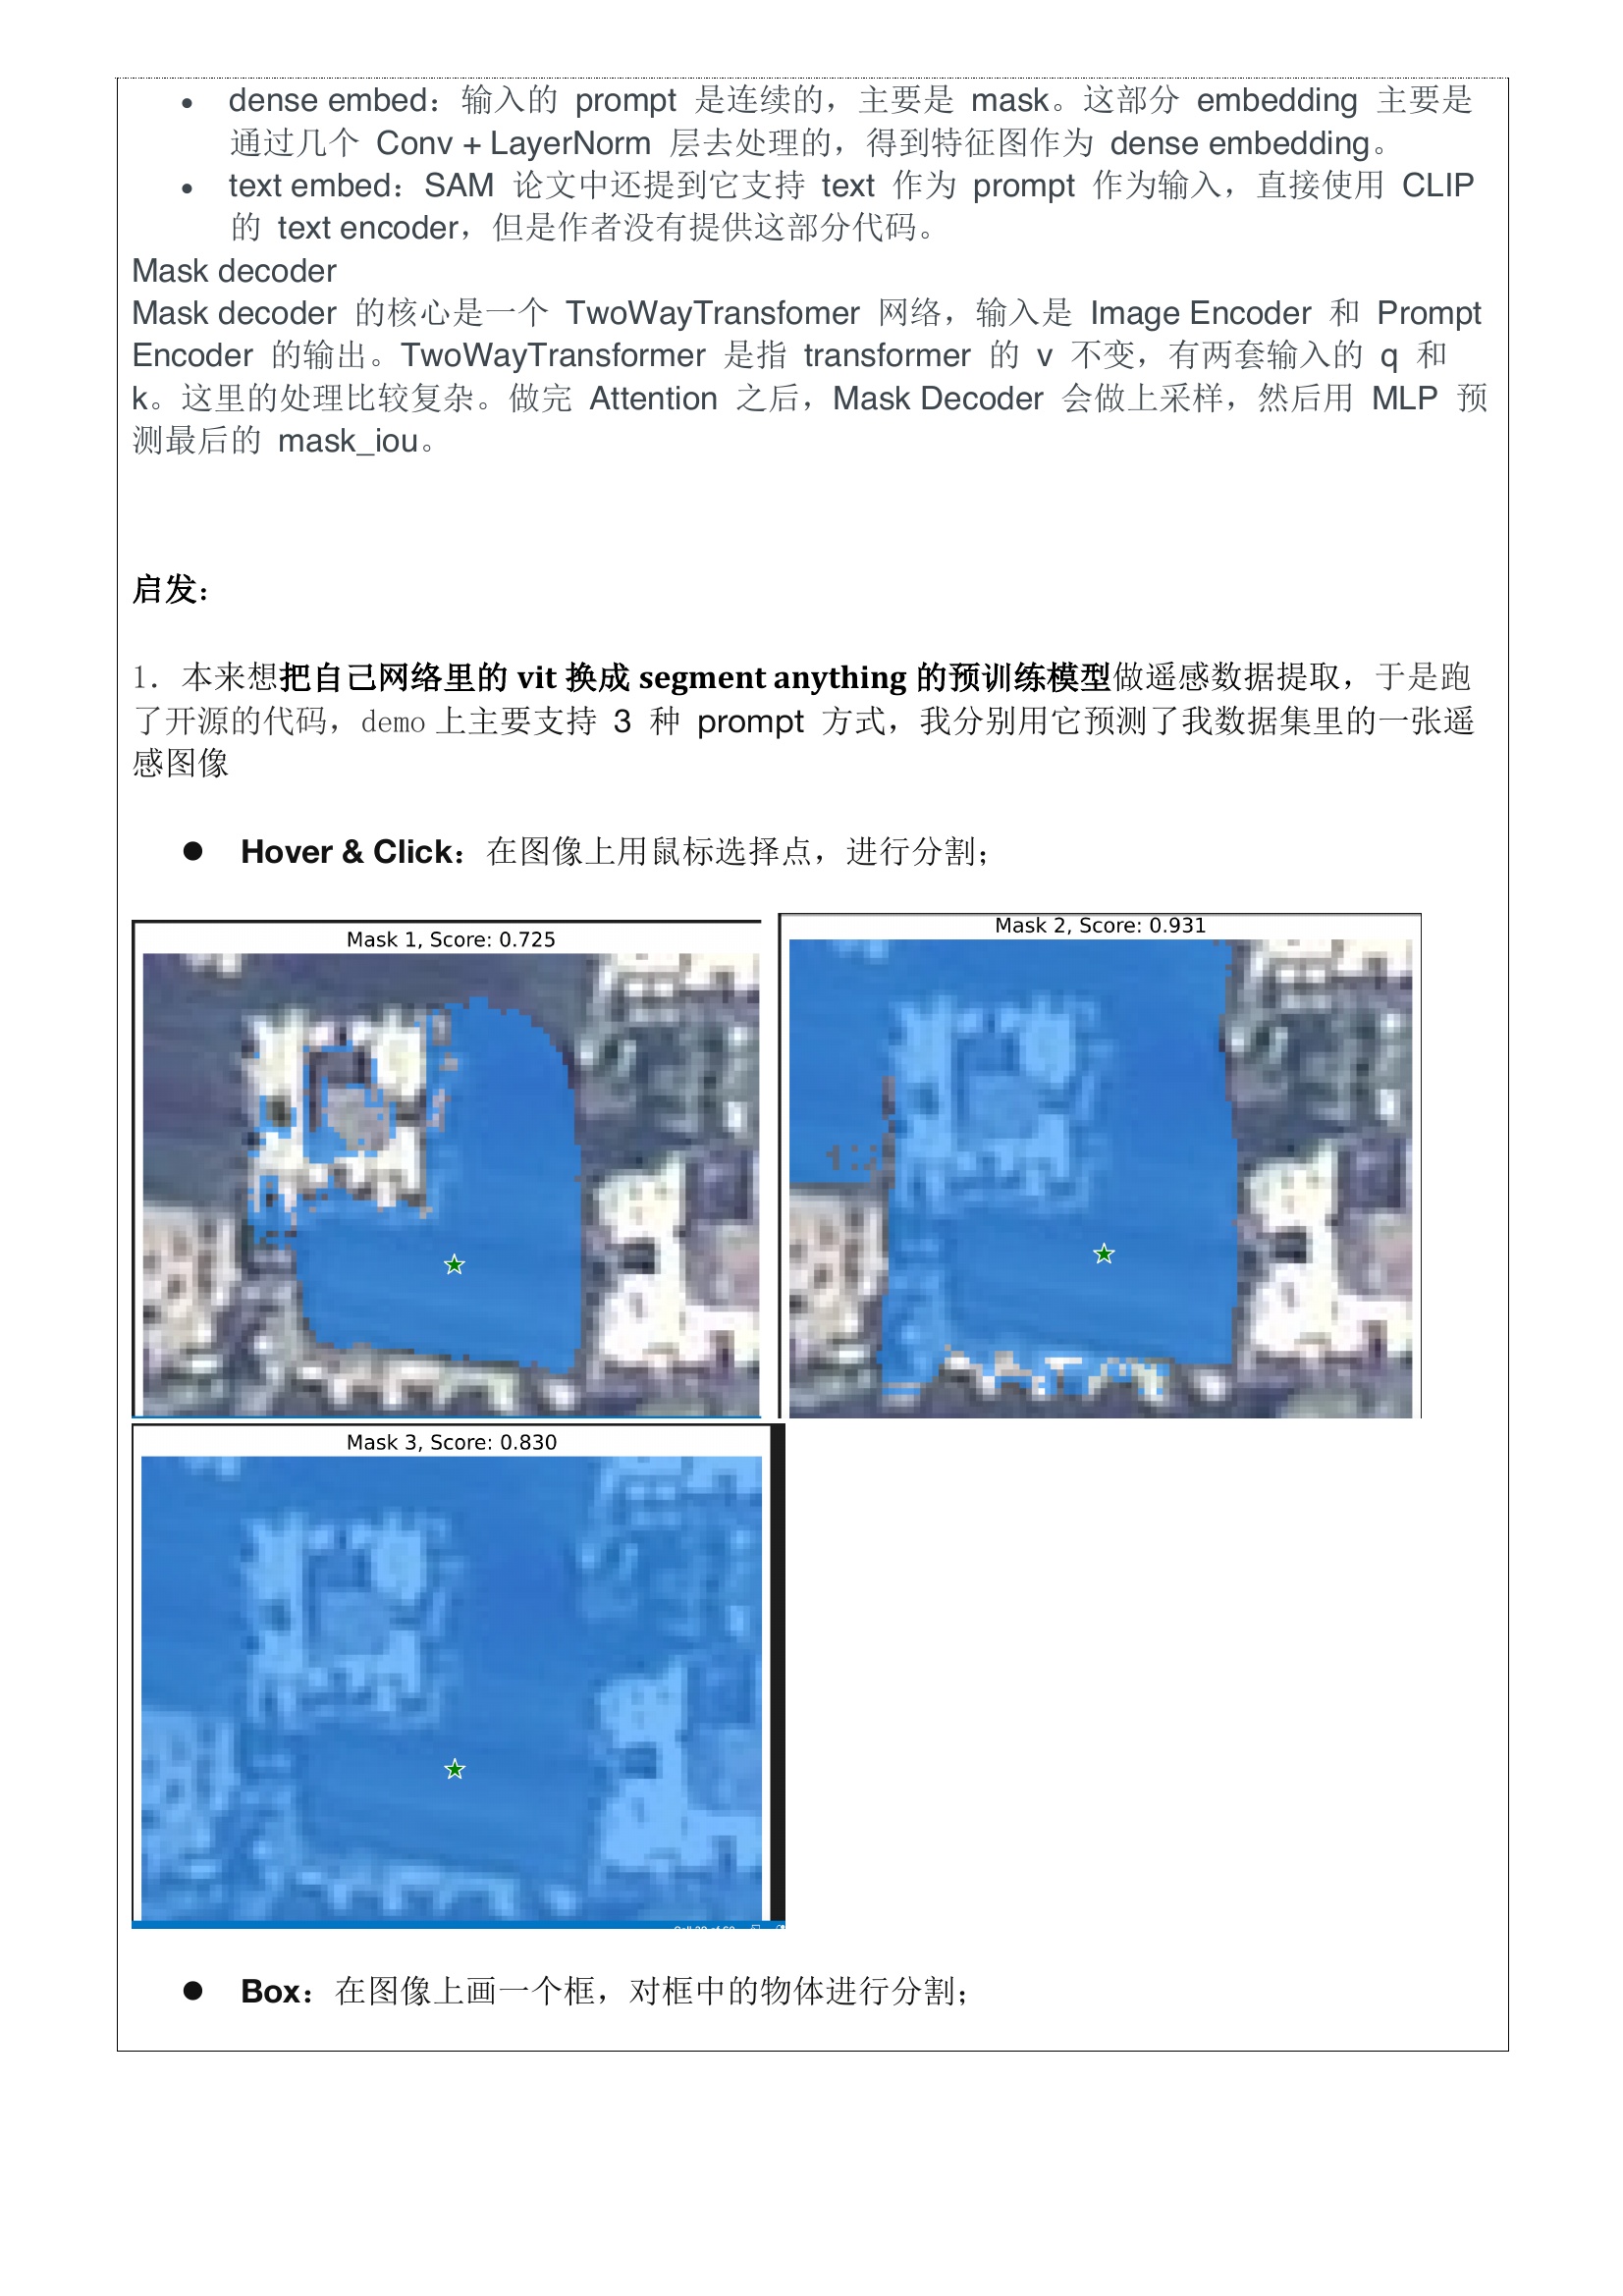 dense embed：输入的 prompt 是连续的，主要是 mask。这部分 embedding 主要是
通过几个 Conv + LayerNorm 层去处理的，得到特征图作为 dense embedding。
text embed：SAM 论文中还提到它支持 text 作为 prompt 作为输入，直接使用 CLIP
的 text encoder，但是作者没有提供这部分代码。
Mask decoder
Mask decoder 的核心是一个 TwoWayTransfomer 网络，输入是 Image Encoder 和 Prompt
Encoder 的输出。TwoWayTransformer 是指 transformer 的 v 不变，有两套输入的 q 和
k。这里的处理比较复杂。做完 Attention 之后，Mask Decoder 会做上采样，然后用 MLP 预
测最后的 mask_iou。
启发：
1. 本来想把自己网络里的 vit 换成 segment anything 的预训练模型做遥感数据提取，于是跑
了开源的代码，demo 上主要支持 3 种 prompt 方式，我分别用它预测了我数据集里的一张遥
感图像
Hover & Click：在图像上用鼠标选择点，进行分割；
Mask 1, Score: 0.725
Mask 2, Score: 0.931
Mask 3, Score: 0.830
Box：在图像上画一个框，对框中的物体进行分割；